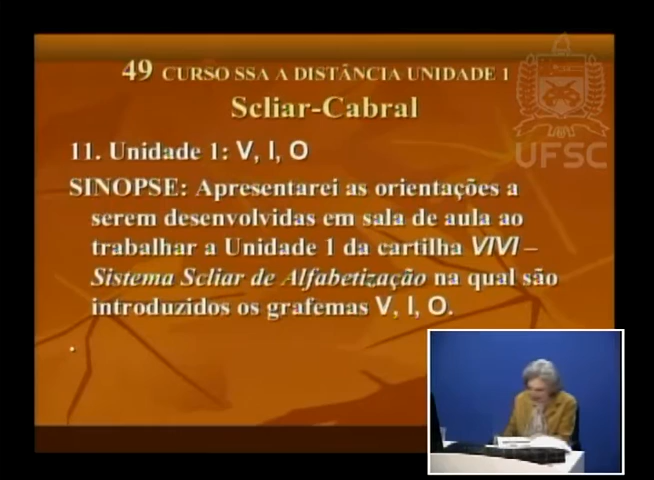 49 CURSO SSA A DISTÂNCIA UNIDADE 1
Scliar-Cabral
UFSC
11. Unidade 1: V, I, O
SINOPSE: Apresentarei as orientações a
serem desenvolvidas em sala de aula ao
trabalhar a Unidade 1 da cartilha VIVI –
Sistema Scliar de Alfabetização na qual são
introduzidos os grafemas V, I, O.
.